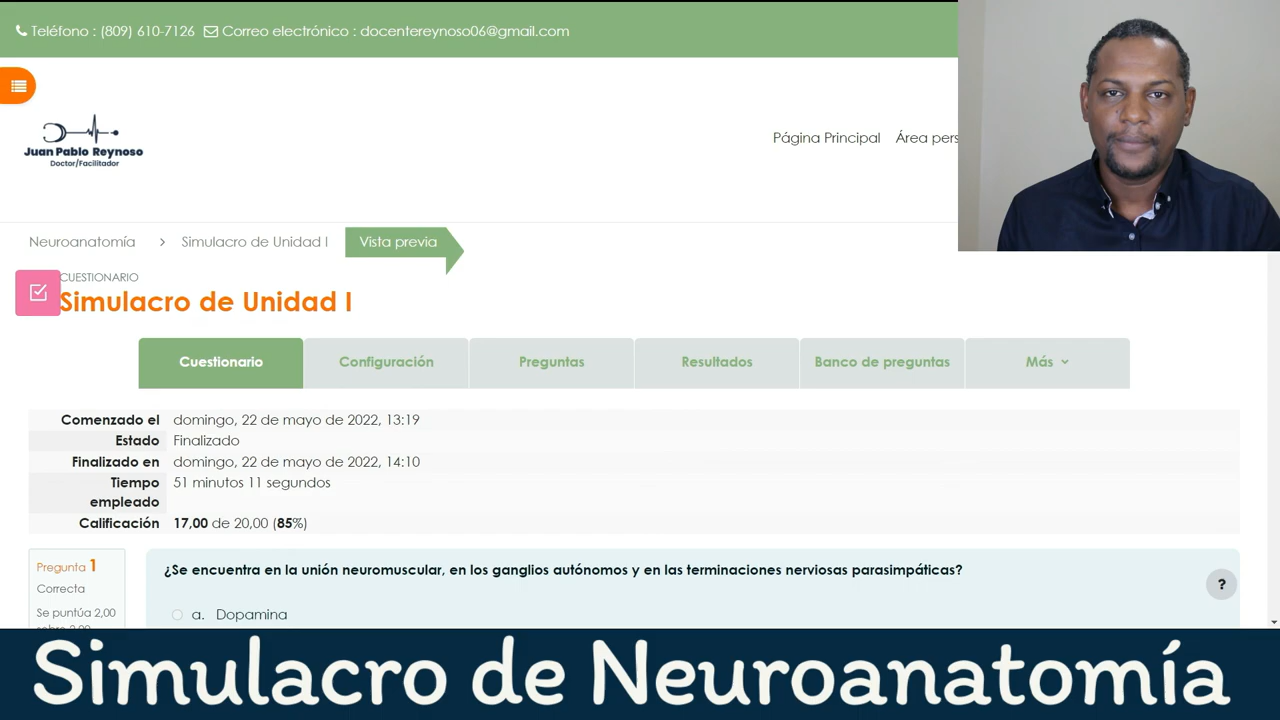 Teléfono : (809) 610-7126 Correo electrónico : docentereynoso06@gmail.com
Juan Pablo Reynoso
Doctor/Facilitador
Página Principal Área pers
Neuroanatomía > Simulacro de Unidad I Vista previa
CUESTIONARIO
Simulacro de Unidad I
Cuestionario Configuración Preguntas Resultados Banco de preguntas Más
Comenzado el domingo, 22 de mayo de 2022, 13:19
Estado Finalizado
Finalizado en domingo, 22 de mayo de 2022, 14:10
Tiempo empleado 51 minutos 11 segundos
Calificación 17,00 de 20,00 (85%)
Pregunta 1
Correcta
Se puntúa 2,00
sobre 2,00
¿Se encuentra en la unión neuromuscular, en los ganglios autónomos y en las terminaciones nerviosas parasimpáticas?
?
a. Dopamina
Simulacro de Neuroanatomía